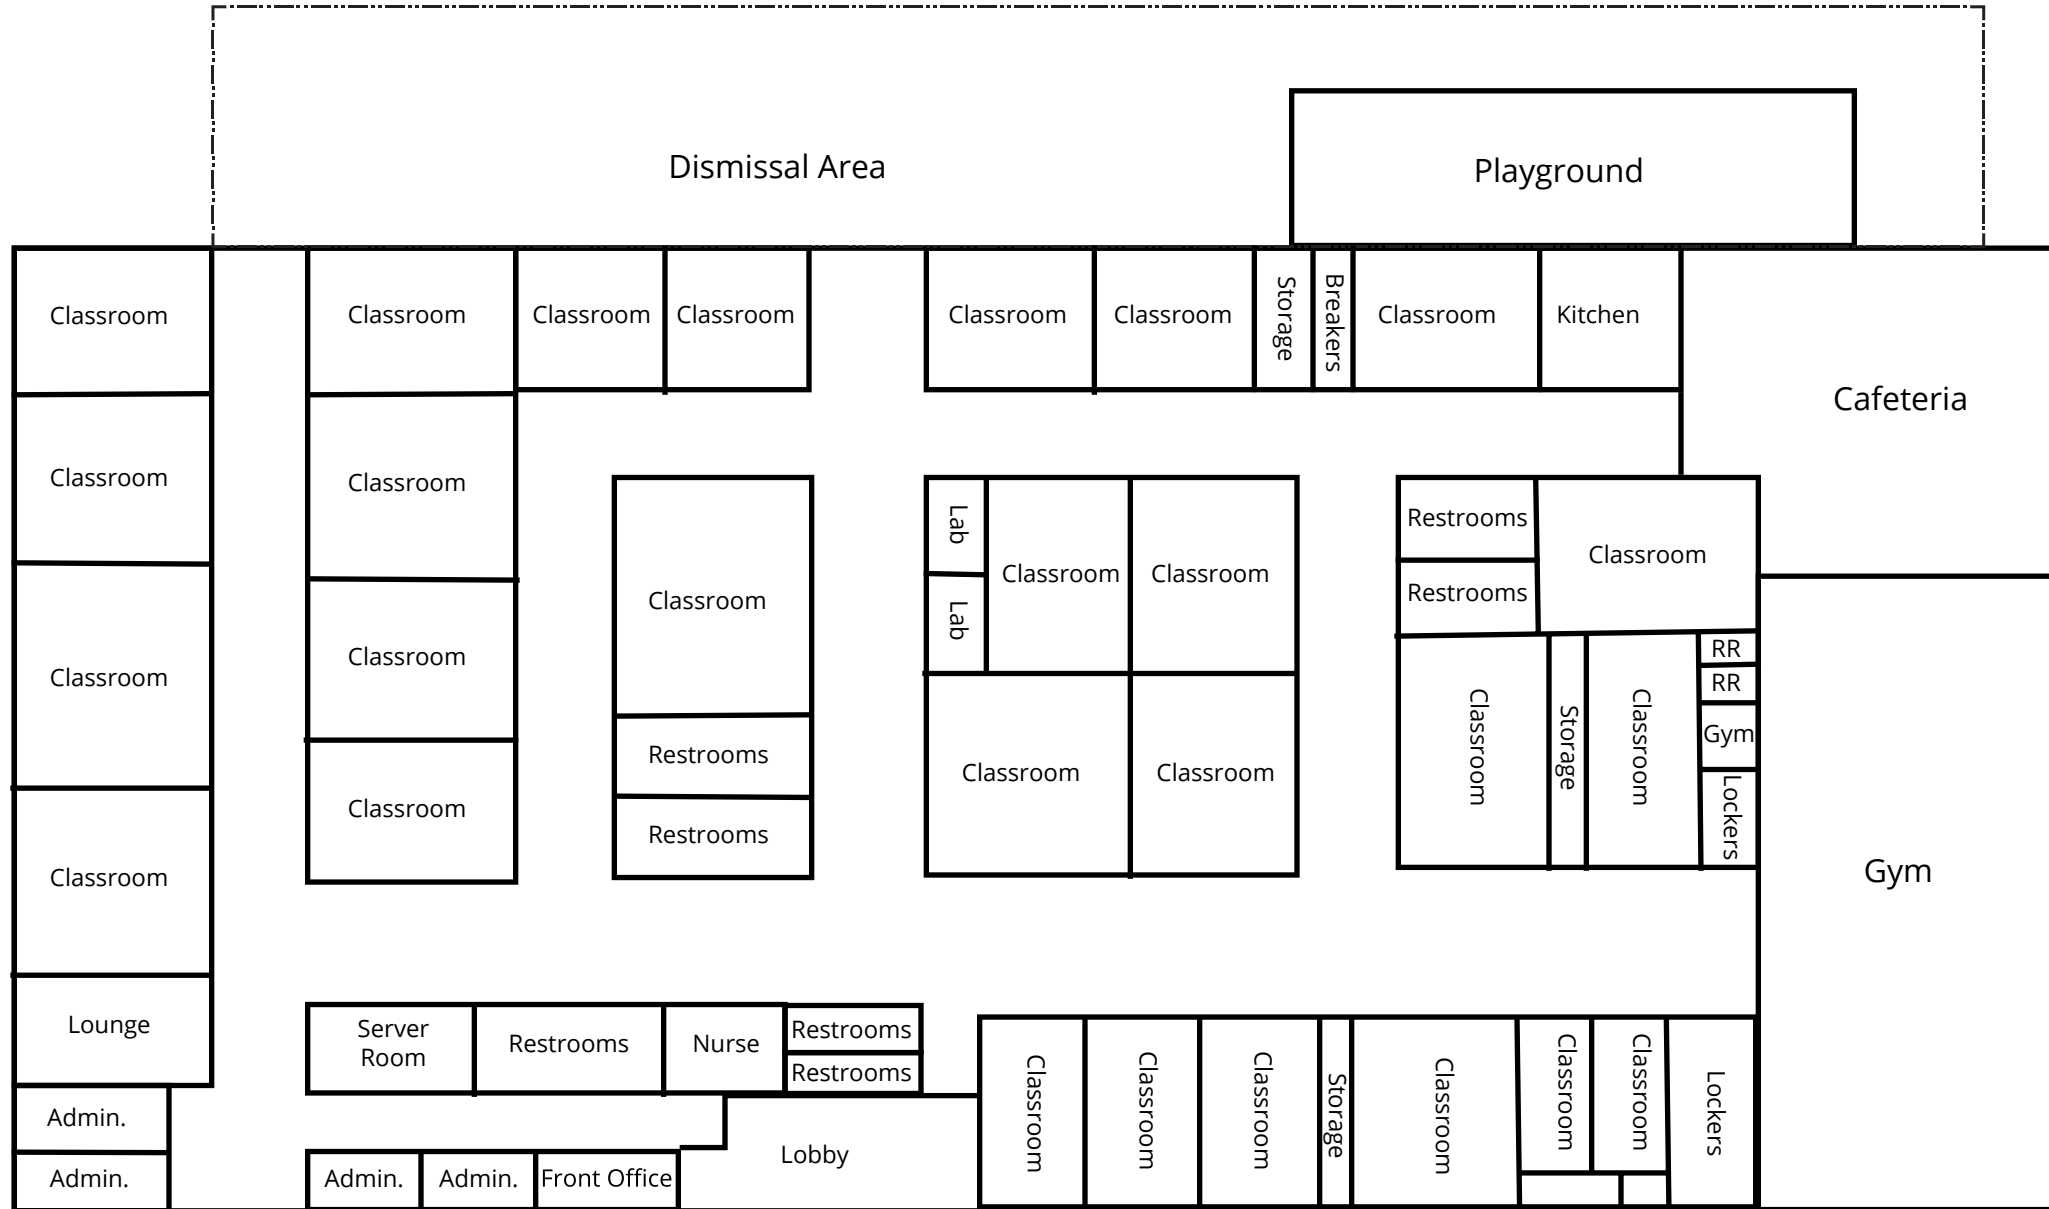 Dismissal Area
Playground
Classroom
Classroom
Classroom
Classroom
Classroom
Classroom
Storage
Breakers
Classroom
Kitchen
Cafeteria
Classroom
Classroom
Classroom
Lab
Lab
Classroom
Classroom
Restrooms
Restrooms
Classroom
Classroom
Classroom
Restrooms
Restrooms
Classroom
Classroom
Classroom
Storage
Classroom
RR
RR
Gym
Lockers
Gym
Classroom
Classroom
Lounge
Server
Room
Restrooms
Nurse
Restrooms
Restrooms
Admin.
Admin.
Admin.
Admin.
Front Office
Lobby
Classroom
Classroom
Classroom
Storage
Classroom
Classroom
Classroom
Lockers